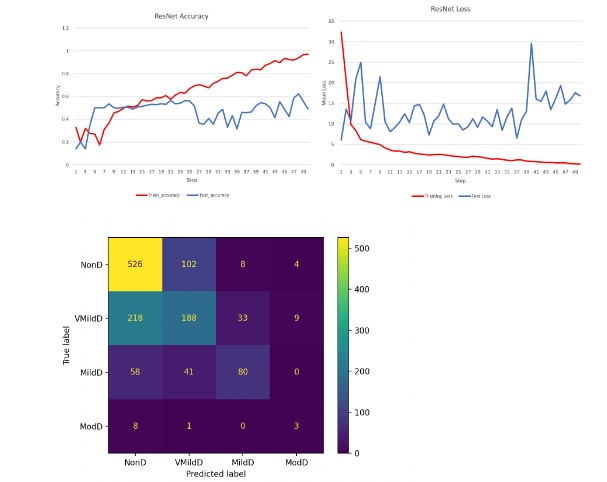 ResNet Accuracy
1.2
1
0.8
0.6
0.4
0.2
0
Accuracy
1 3 5 7 9 11 13 15 17 19 21 23 25 27 29 31 33 35 37 39 41 43 45 47 49
Step
Train_accuracy Test_accuracy
ResNet Loss
35
30
25
20
15
10
5
0
Mean Loss
1 3 5 7 9 11 13 15 17 19 21 23 25 27 29 31 33 35 37 39 41 43 45 47 49
Step
Training Loss Test Loss
True label
NonD 526 102 8 4
VMildD 218 188 33 9
MildD 58 41 80 0
ModD 8 1 0 3
NonD VMildD MildD ModD
Predicted label
500
400
300
200
100
0